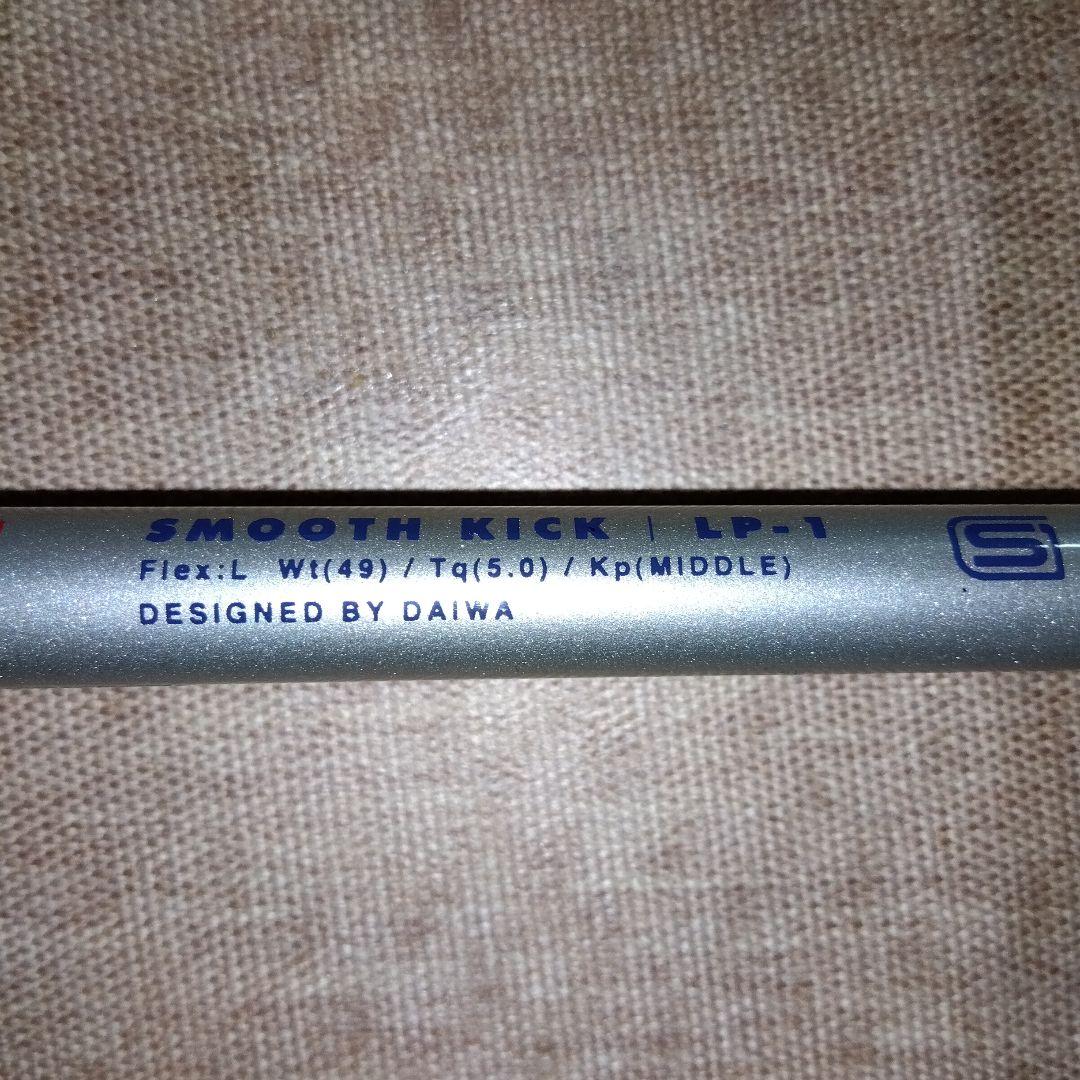 SMOOTH KICK | LP-1
Flex:L Wt(49) / Tq(5.0) / Kp(MIDDLE)
DESIGNED BY DAIWA
S